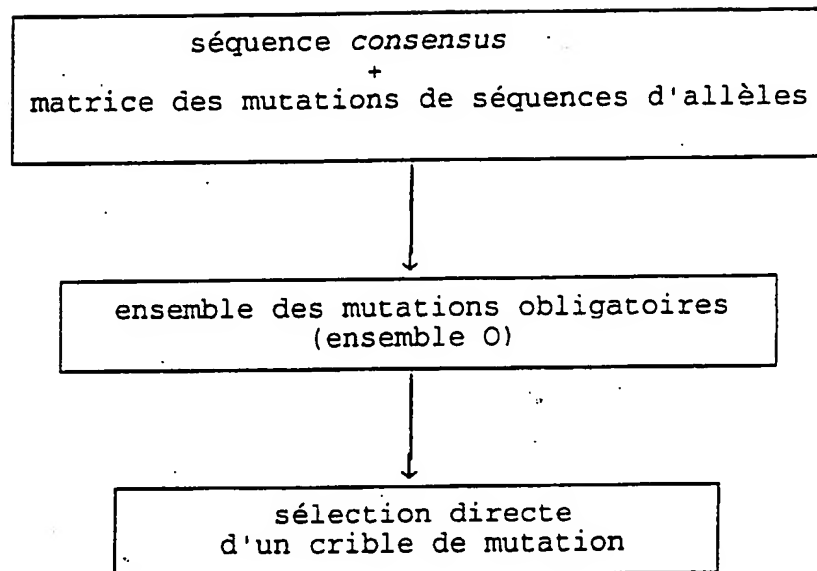 séquence consensus
+
matrice des mutations de séquences d'allèles
ensemble des mutations obligatoires
(ensemble O)
sélection directe
d'un crible de mutation